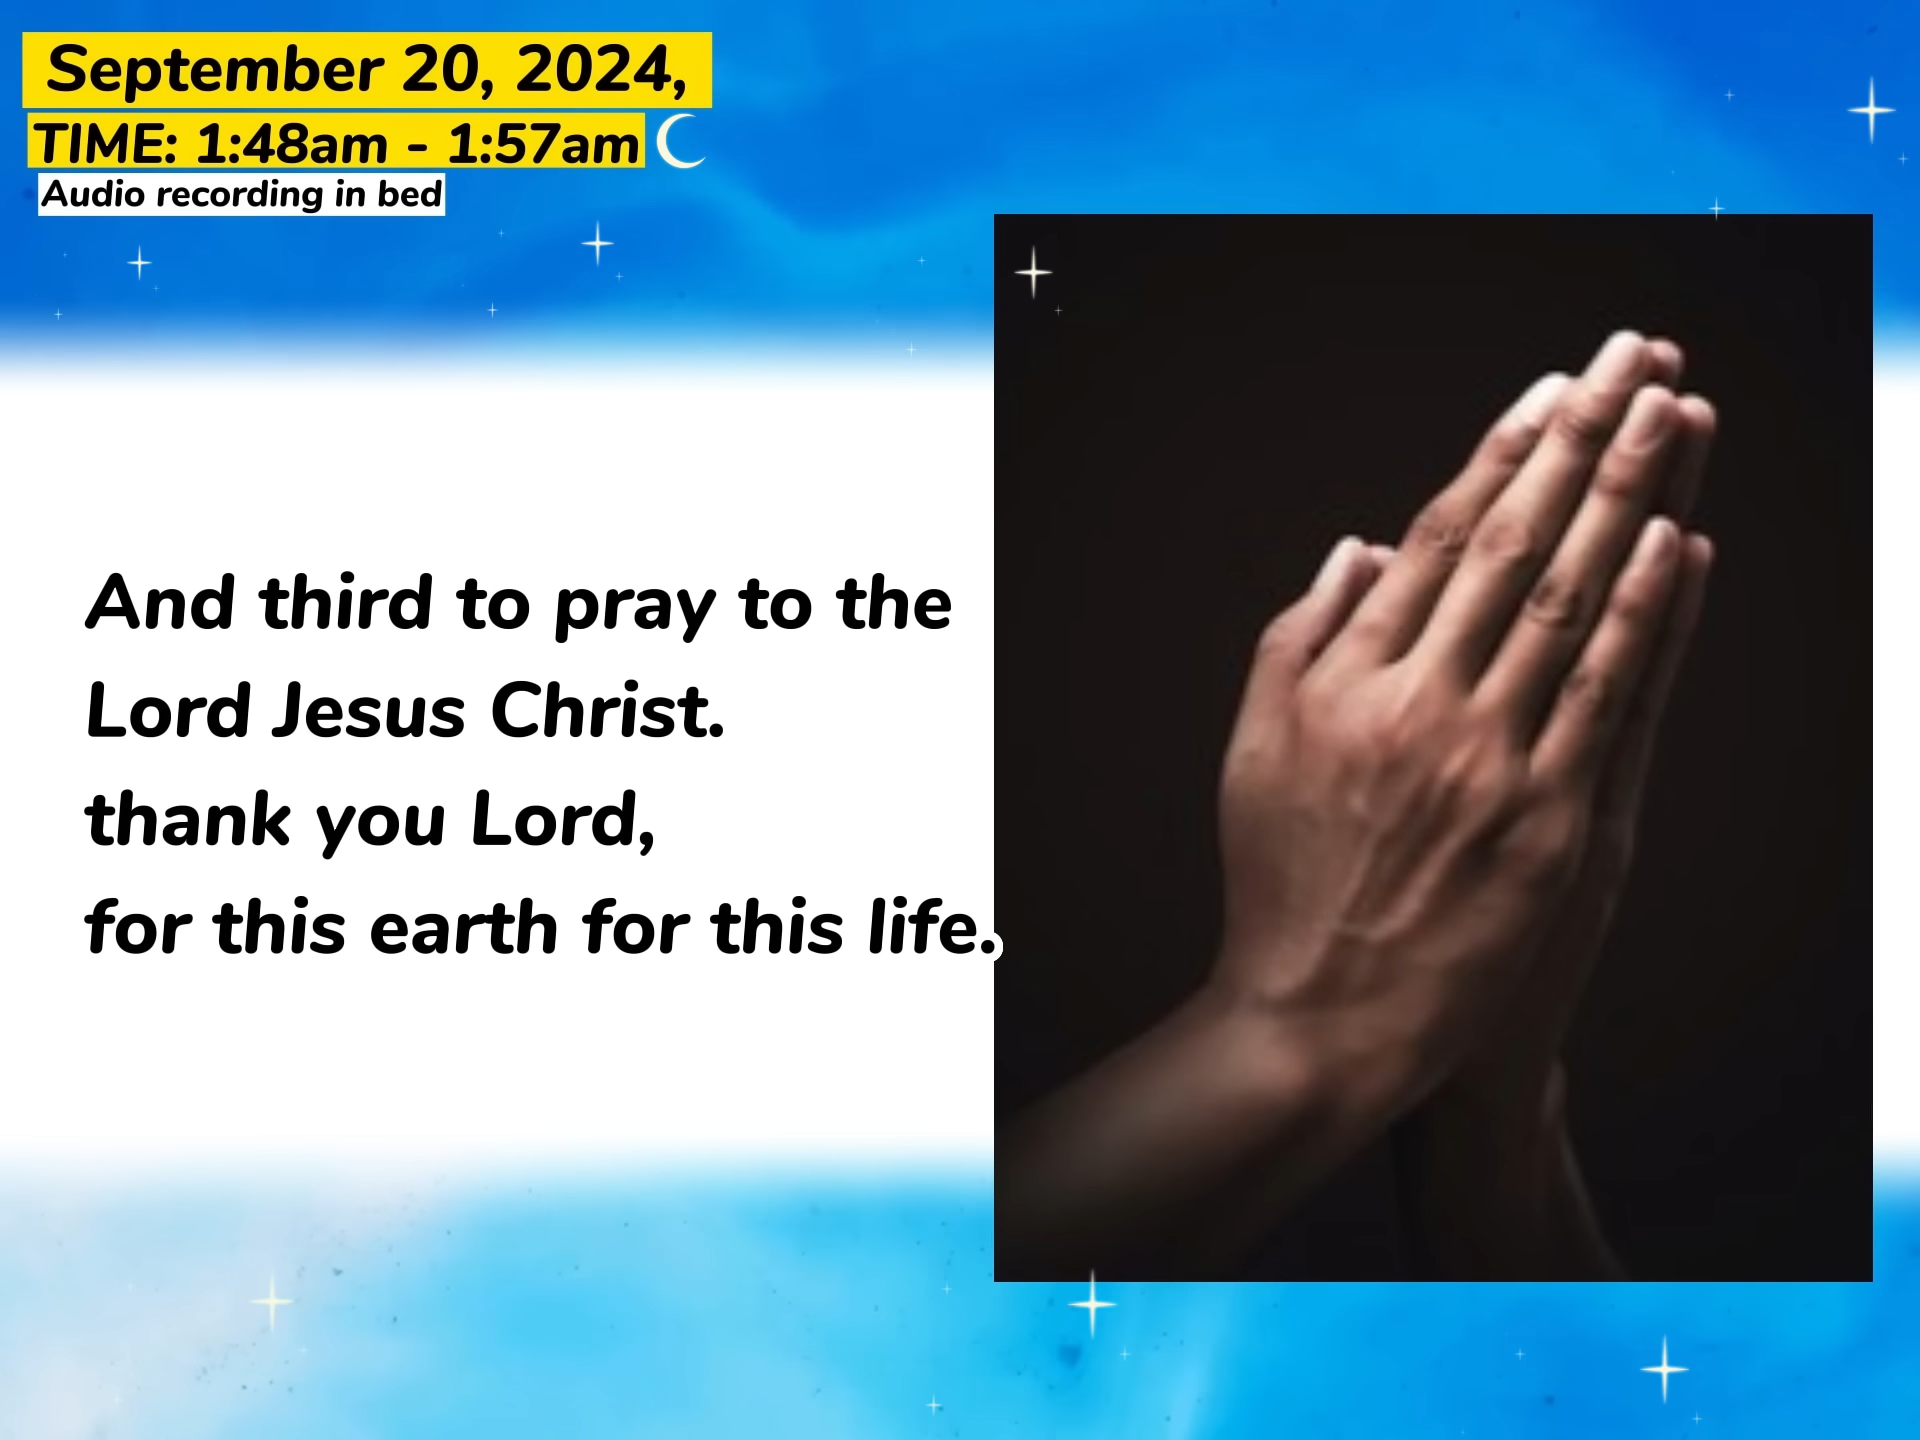 September 20, 2024,
TIME: 1:48am - 1:57am
Audio recording in bed
And third to pray to the
Lord Jesus Christ.
thank you Lord,
for this earth for this life.